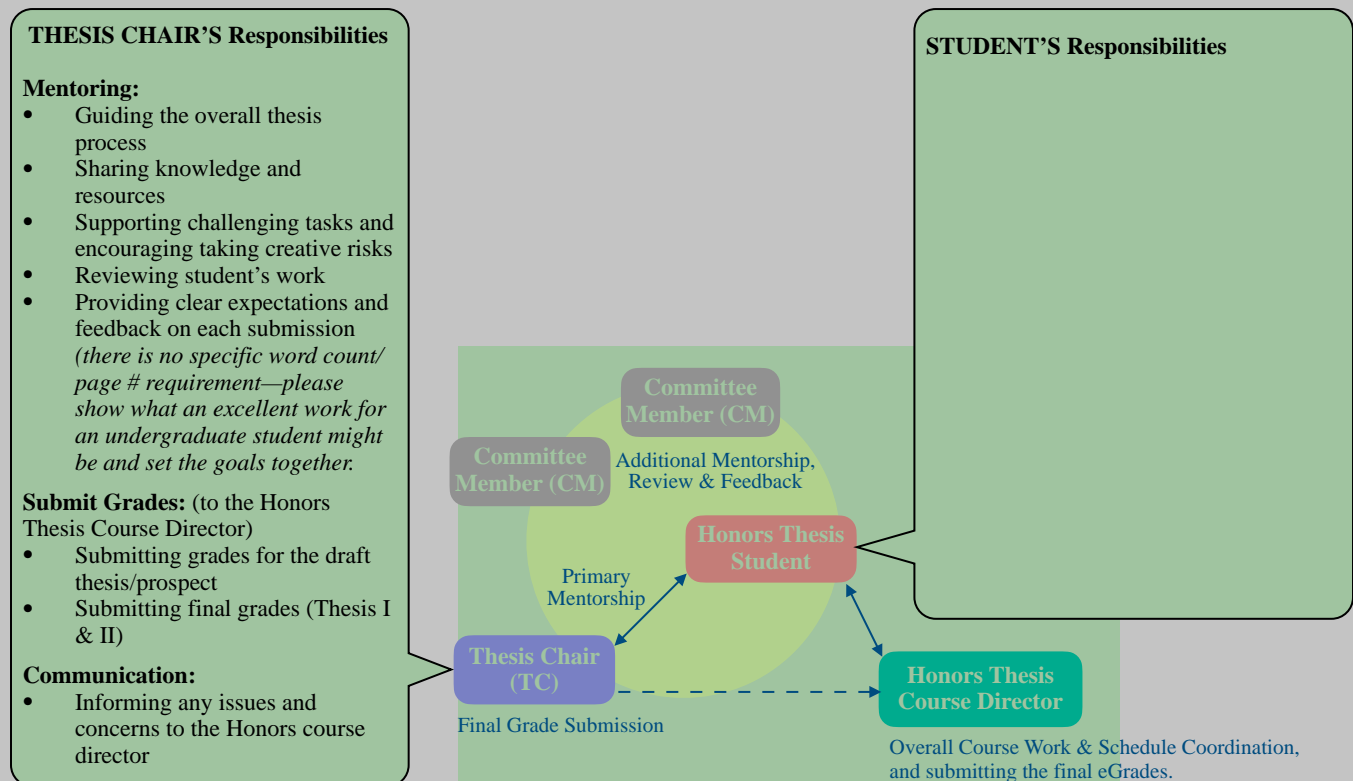 THESIS CHAIR’S Responsibilities
Mentoring:
• Guiding the overall thesis
process
• Sharing knowledge and
resources
• Supporting challenging tasks and
encouraging taking creative risks
• Reviewing student’s work
• Providing clear expectations and
feedback on each submission
(there is no specific word count/
page # requirement—please
show what an excellent work for
an undergraduate student might
be and set the goals together.
Submit Grades: (to the Honors
Thesis Course Director)
• Submitting grades for the draft
thesis/prospect
• Submitting final grades (Thesis I
& II)
Communication:
• Informing any issues and
concerns to the Honors course
director
STUDENT’S Responsibilities
Committee
Member (CM)
Committee
Member (CM)
Additional Mentorship,
Review & Feedback
Honors Thesis
Student
Primary
Mentorship
Thesis Chair
(TC)
Honors Thesis
Course Director
Final Grade Submission
Overall Course Work & Schedule Coordination,
and submitting the final eGrades.